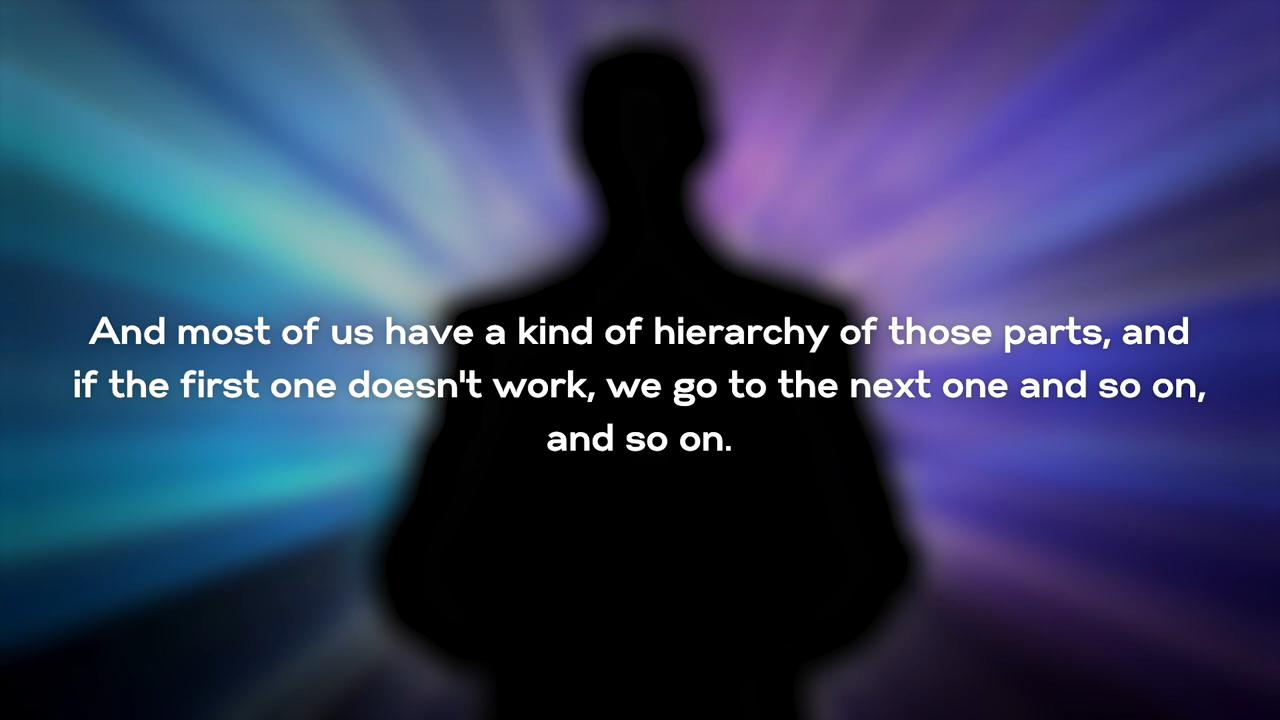 And most of us have a kind of hierarchy of those parts, and
if the first one doesn't work, we go to the next one and so on,
and so on.